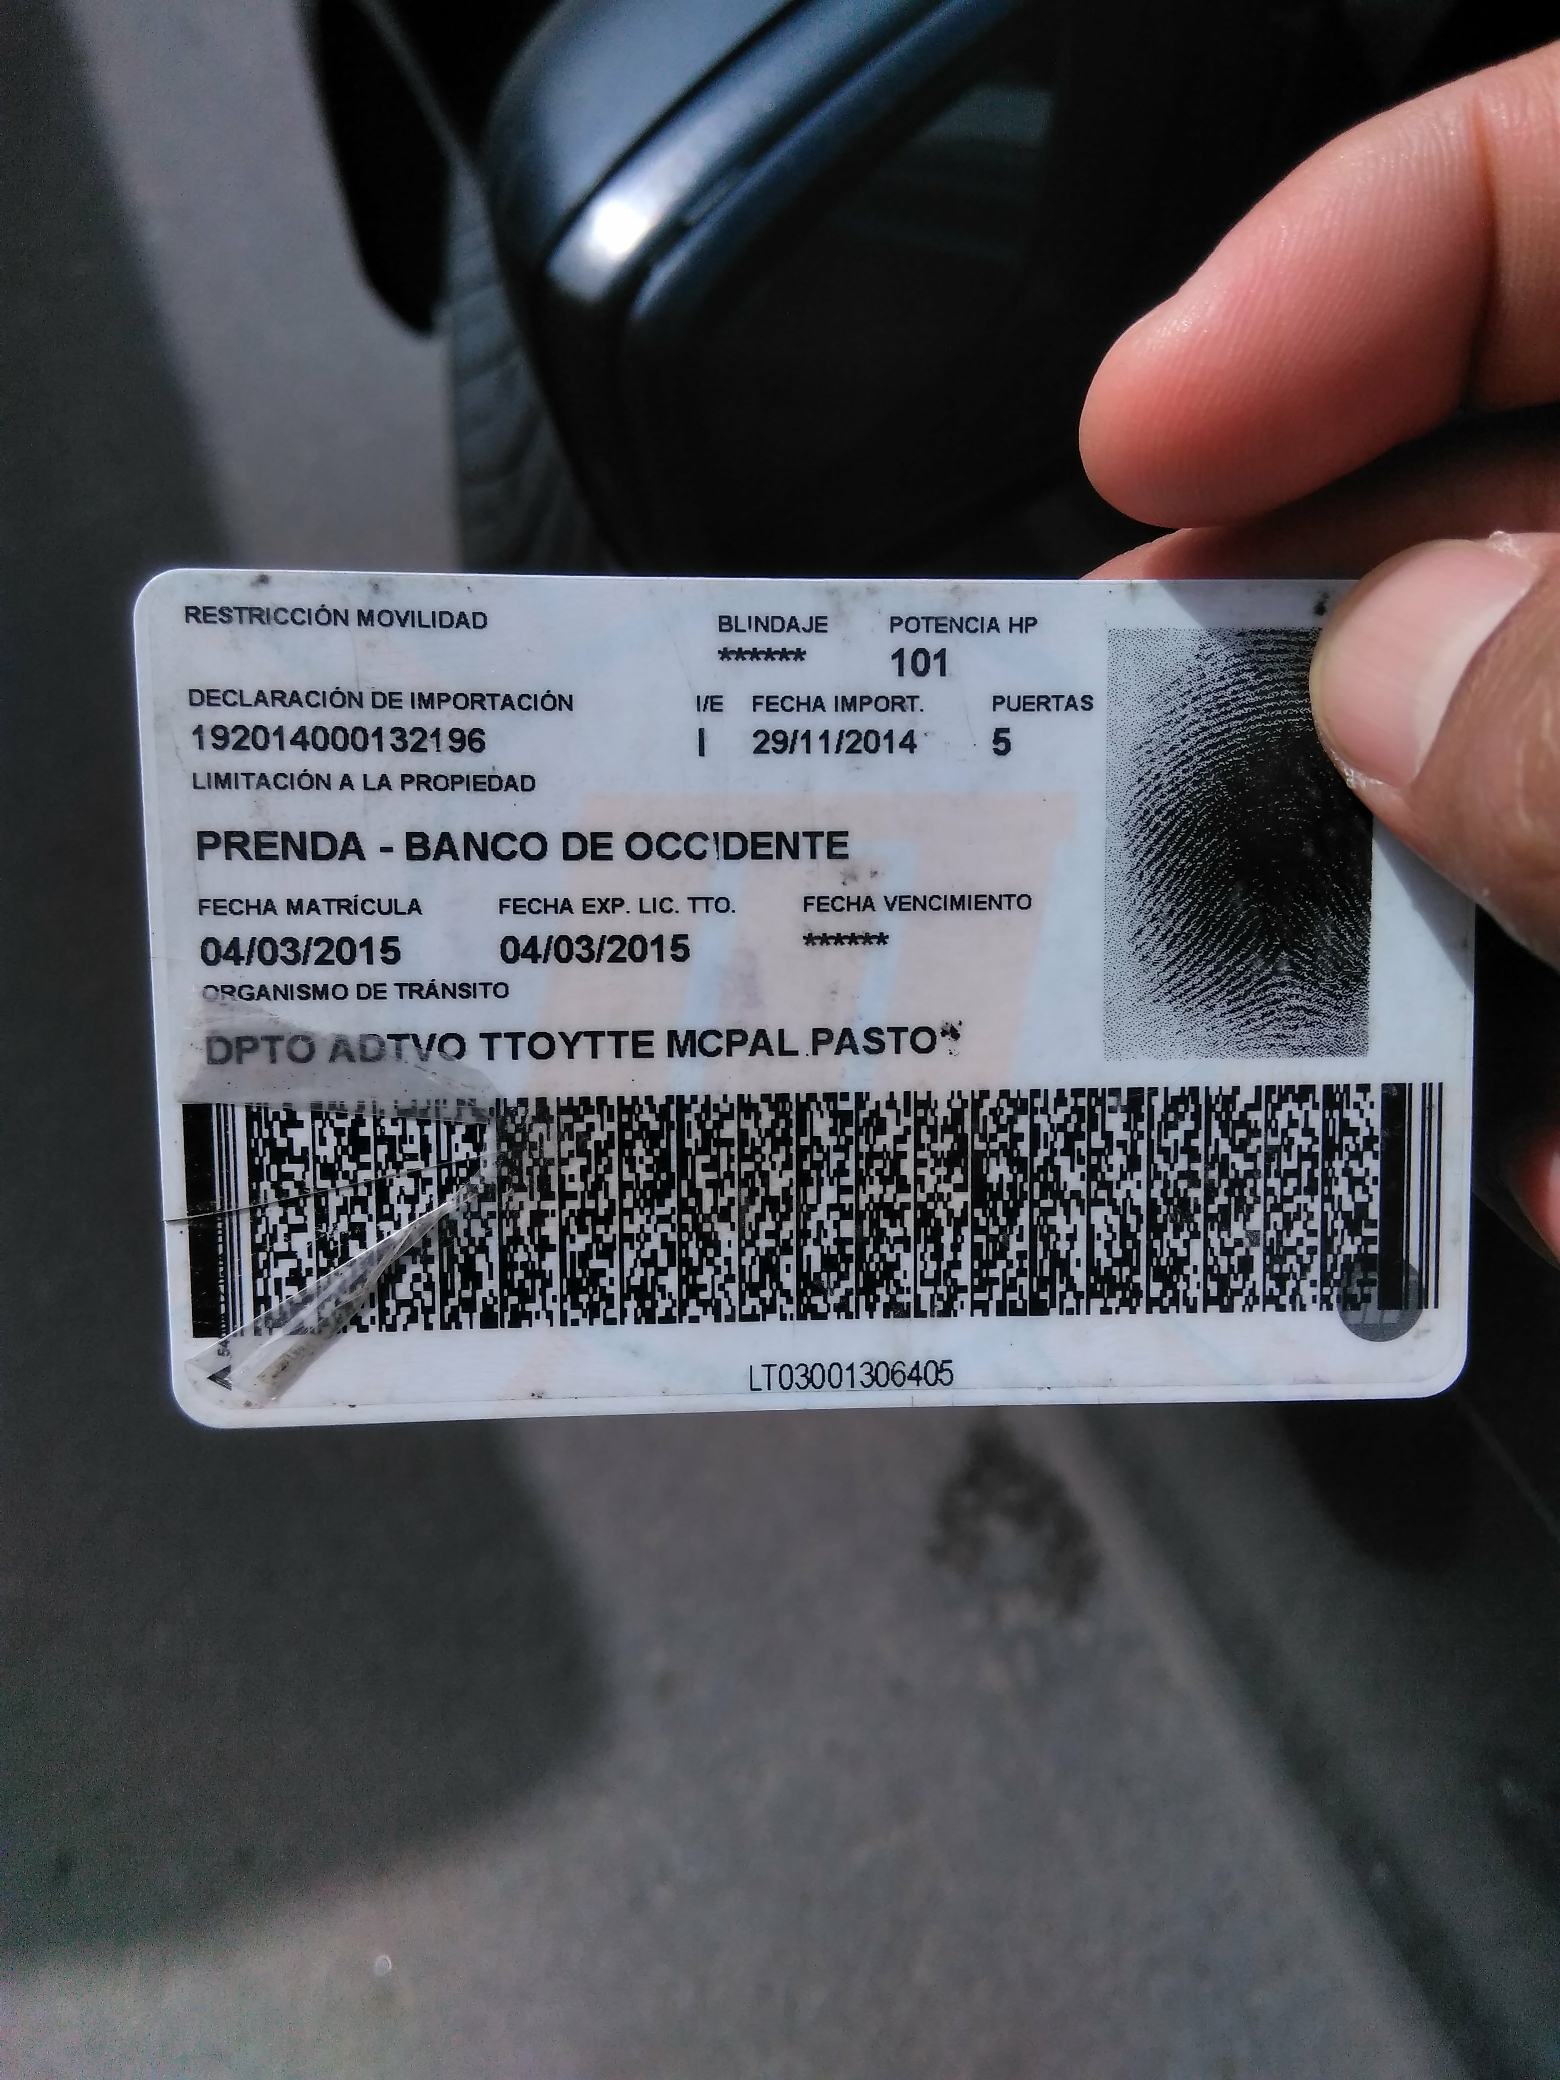 RESTRICCIÓN MOVILIDAD BLINDAJE POTENCIA HP
****** 101
DECLARACIÓN DE IMPORTACIÓN I/E FECHA IMPORT. PUERTAS
192014000132196 I 29/11/2014 5
LIMITACIÓN A LA PROPIEDAD
PRENDA - BANCO DE OCCIDENTE
FECHA MATRÍCULA FECHA EXP. LIC. TTO. FECHA VENCIMIENTO
04/03/2015 04/03/2015 ******
ORGANISMO DE TRÁNSITO
DPTO ADTVO TTOYTTE MCPAL PASTO
LT03001306405